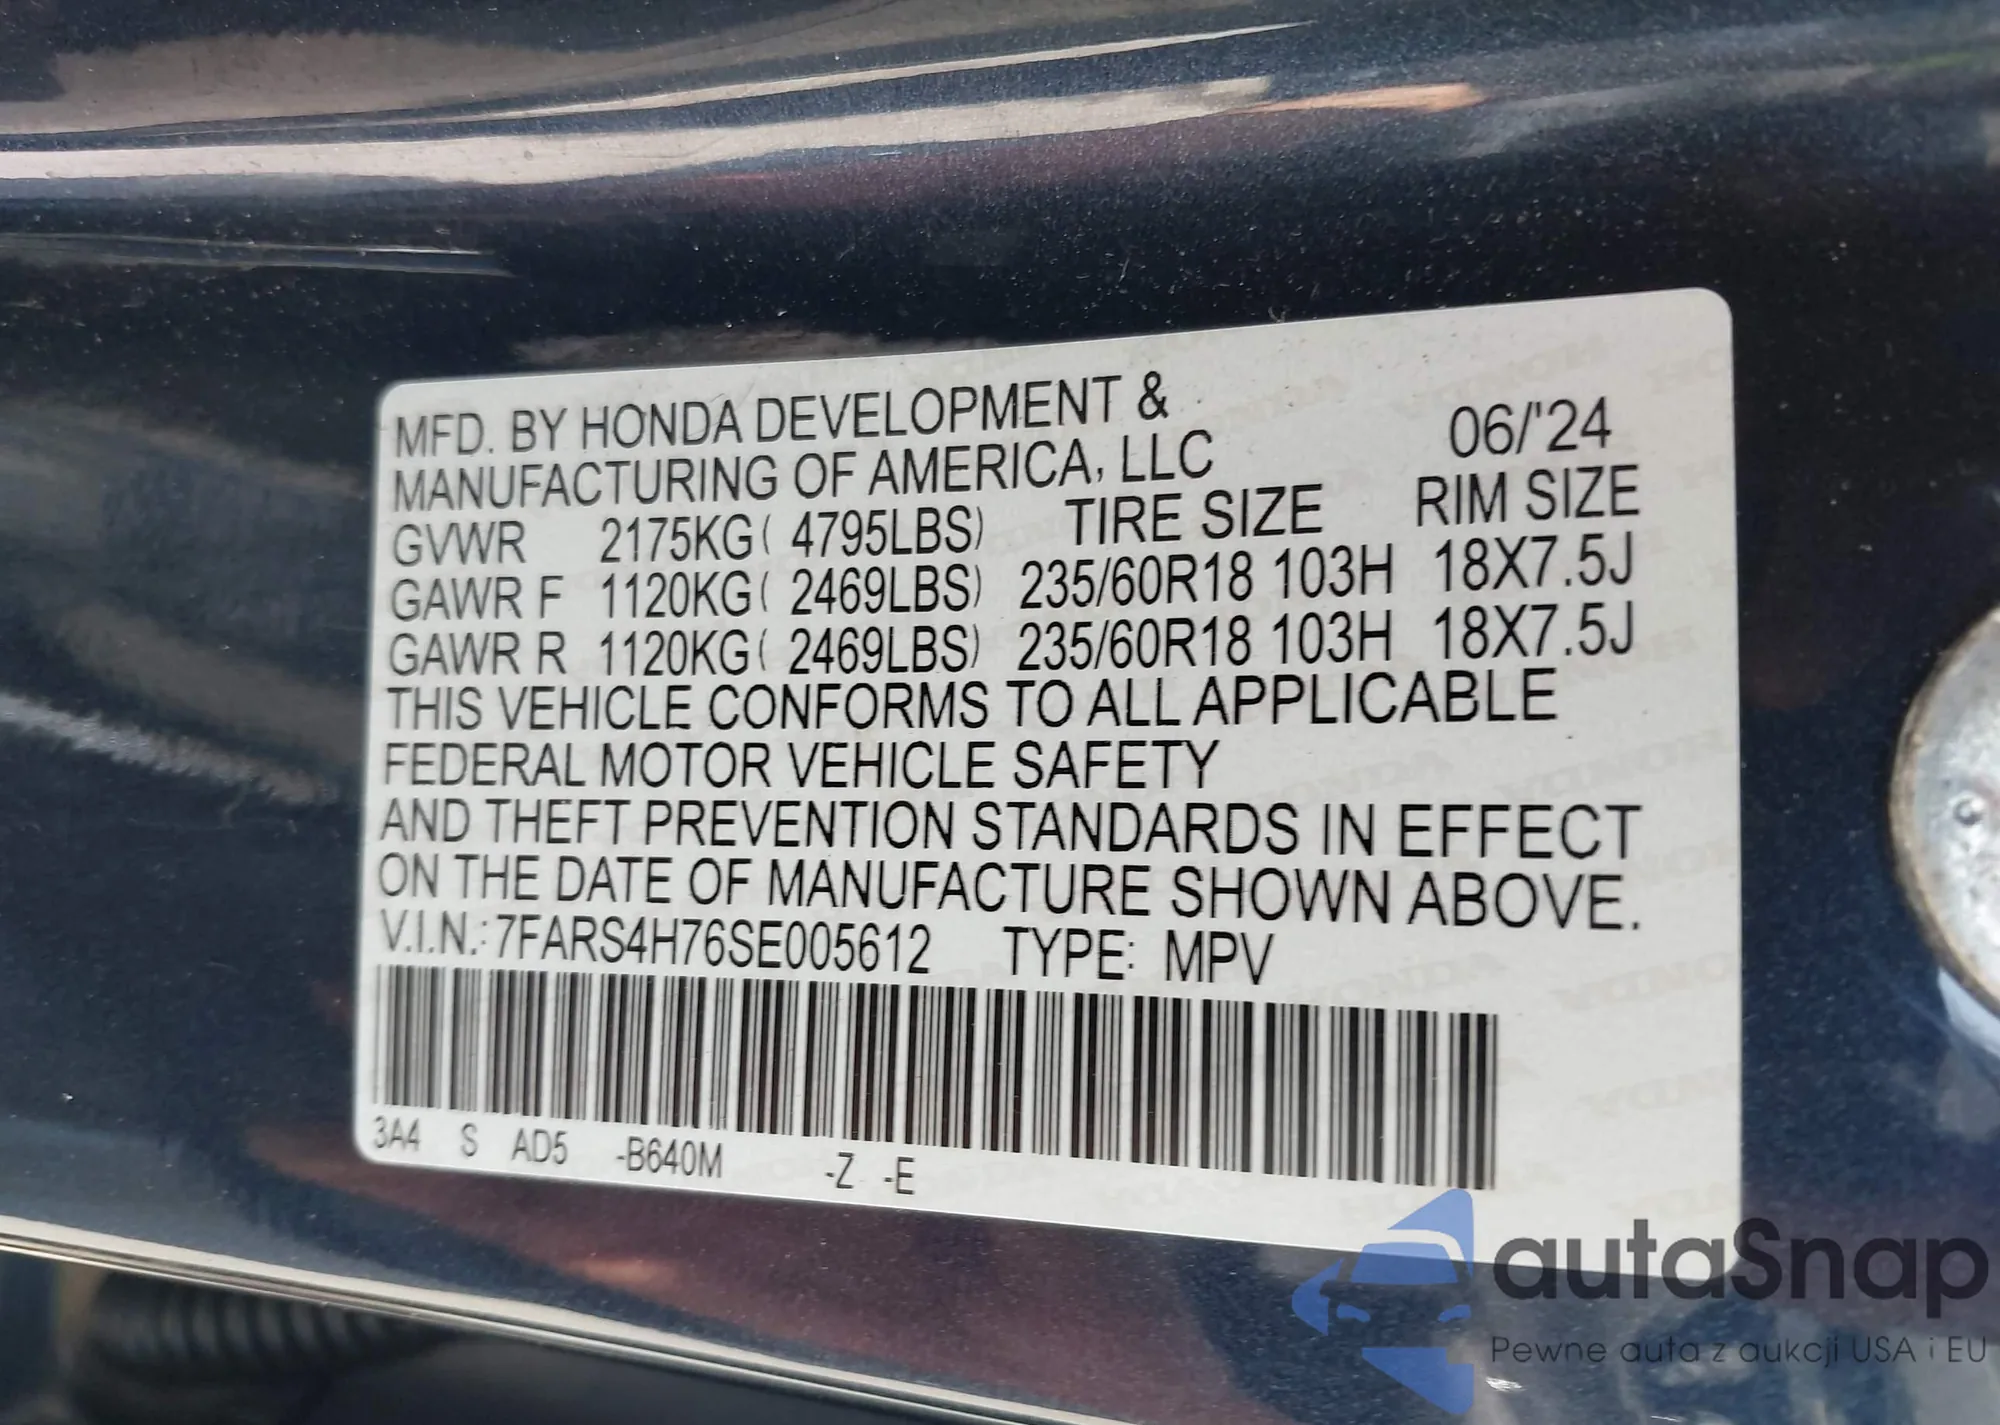 MFD. BY HONDA DEVELOPMENT &
MANUFACTURING OF AMERICA, LLC 06/'24
GVWR 2175KG( 4795LBS) TIRE SIZE RIM SIZE
GAWR F 1120KG( 2469LBS) 235/60R18 103H 18X7.5J
GAWR R 1120KG( 2469LBS) 235/60R18 103H 18X7.5J
THIS VEHICLE CONFORMS TO ALL APPLICABLE
FEDERAL MOTOR VEHICLE SAFETY
AND THEFT PREVENTION STANDARDS IN EFFECT
ON THE DATE OF MANUFACTURE SHOWN ABOVE.
V.I.N.: 7FARS4H76SE005612 TYPE: MPV
3A4 S AD5 -B640M -Z -E
autaSnap
Pewne auta z aukcji USA i EU